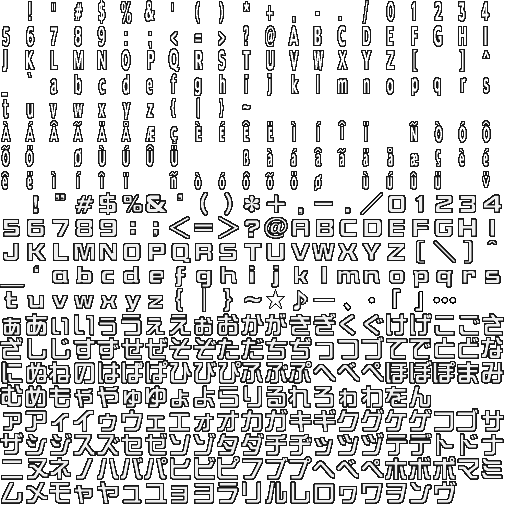 ! " # $ % & ' ( ) * + , - . / 0 1 2 3 4
5 6 7 8 9 : ; < = > ? @ A B C D E F G H I
J K L M N O P Q R S T U V W X Y Z [ ] ^
_ ` a b c d e f g h i j k l m n o p q r s
t u v w x y z { | } ~
À Á Â Ã Ä Å Æ Ç È É Ê Ë Ì Í Î Ï Ñ Ò Ó Ô
Õ Ö Ø Ù Ú Û Ü ß à á â ã ä å æ ç è é
ê ë ì í î ï ñ ò ó ô õ ö ø ù ú û ü
! " # $ % & ' ( ) * + , - . / 0 1 2 3 4
5 6 7 8 9 : ; < = > ? @ A B C D E F G H I
J K L M N O P Q R S T U V W X Y Z [ \ ] ^
_ ` a b c d e f g h i j k l m n o p q r s
t u v w x y z { | } ~ ☆ ♪ ー 、 ・ 「 」 …
ぁ あ ぃ い ぅ う ぇ え ぉ お か が き ぎ く ぐ け げ こ ご さ
ざ し じ す ず せ ぜ そ ぞ た だ ち ぢ っ つ づ て で と ど な
に ぬ ね の は ば ぱ ひ び ぴ ふ ぶ ぷ へ べ ぺ ほ ぼ ぽ ま み
む め も ゃ や ゅ ゆ ょ よ ら り る れ ろ ゎ わ を ん
ァ ア ィ イ ゥ ウ ェ エ ォ オ カ ガ キ ギ ク グ ケ ゲ コ ゴ サ
ザ シ ジ ス ズ セ ゼ ソ ゾ タ ダ チ ヂ ッ ツ ヅ テ デ ト ド ナ
ニ ヌ ネ ノ ハ バ パ ヒ ビ ピ フ ブ プ ヘ ベ ペ ホ ボ ポ マ ミ
ム メ モ ャ ヤ ュ ユ ョ ヨ ラ リ ル レ ロ ヮ ワ ヲ ン ヴ